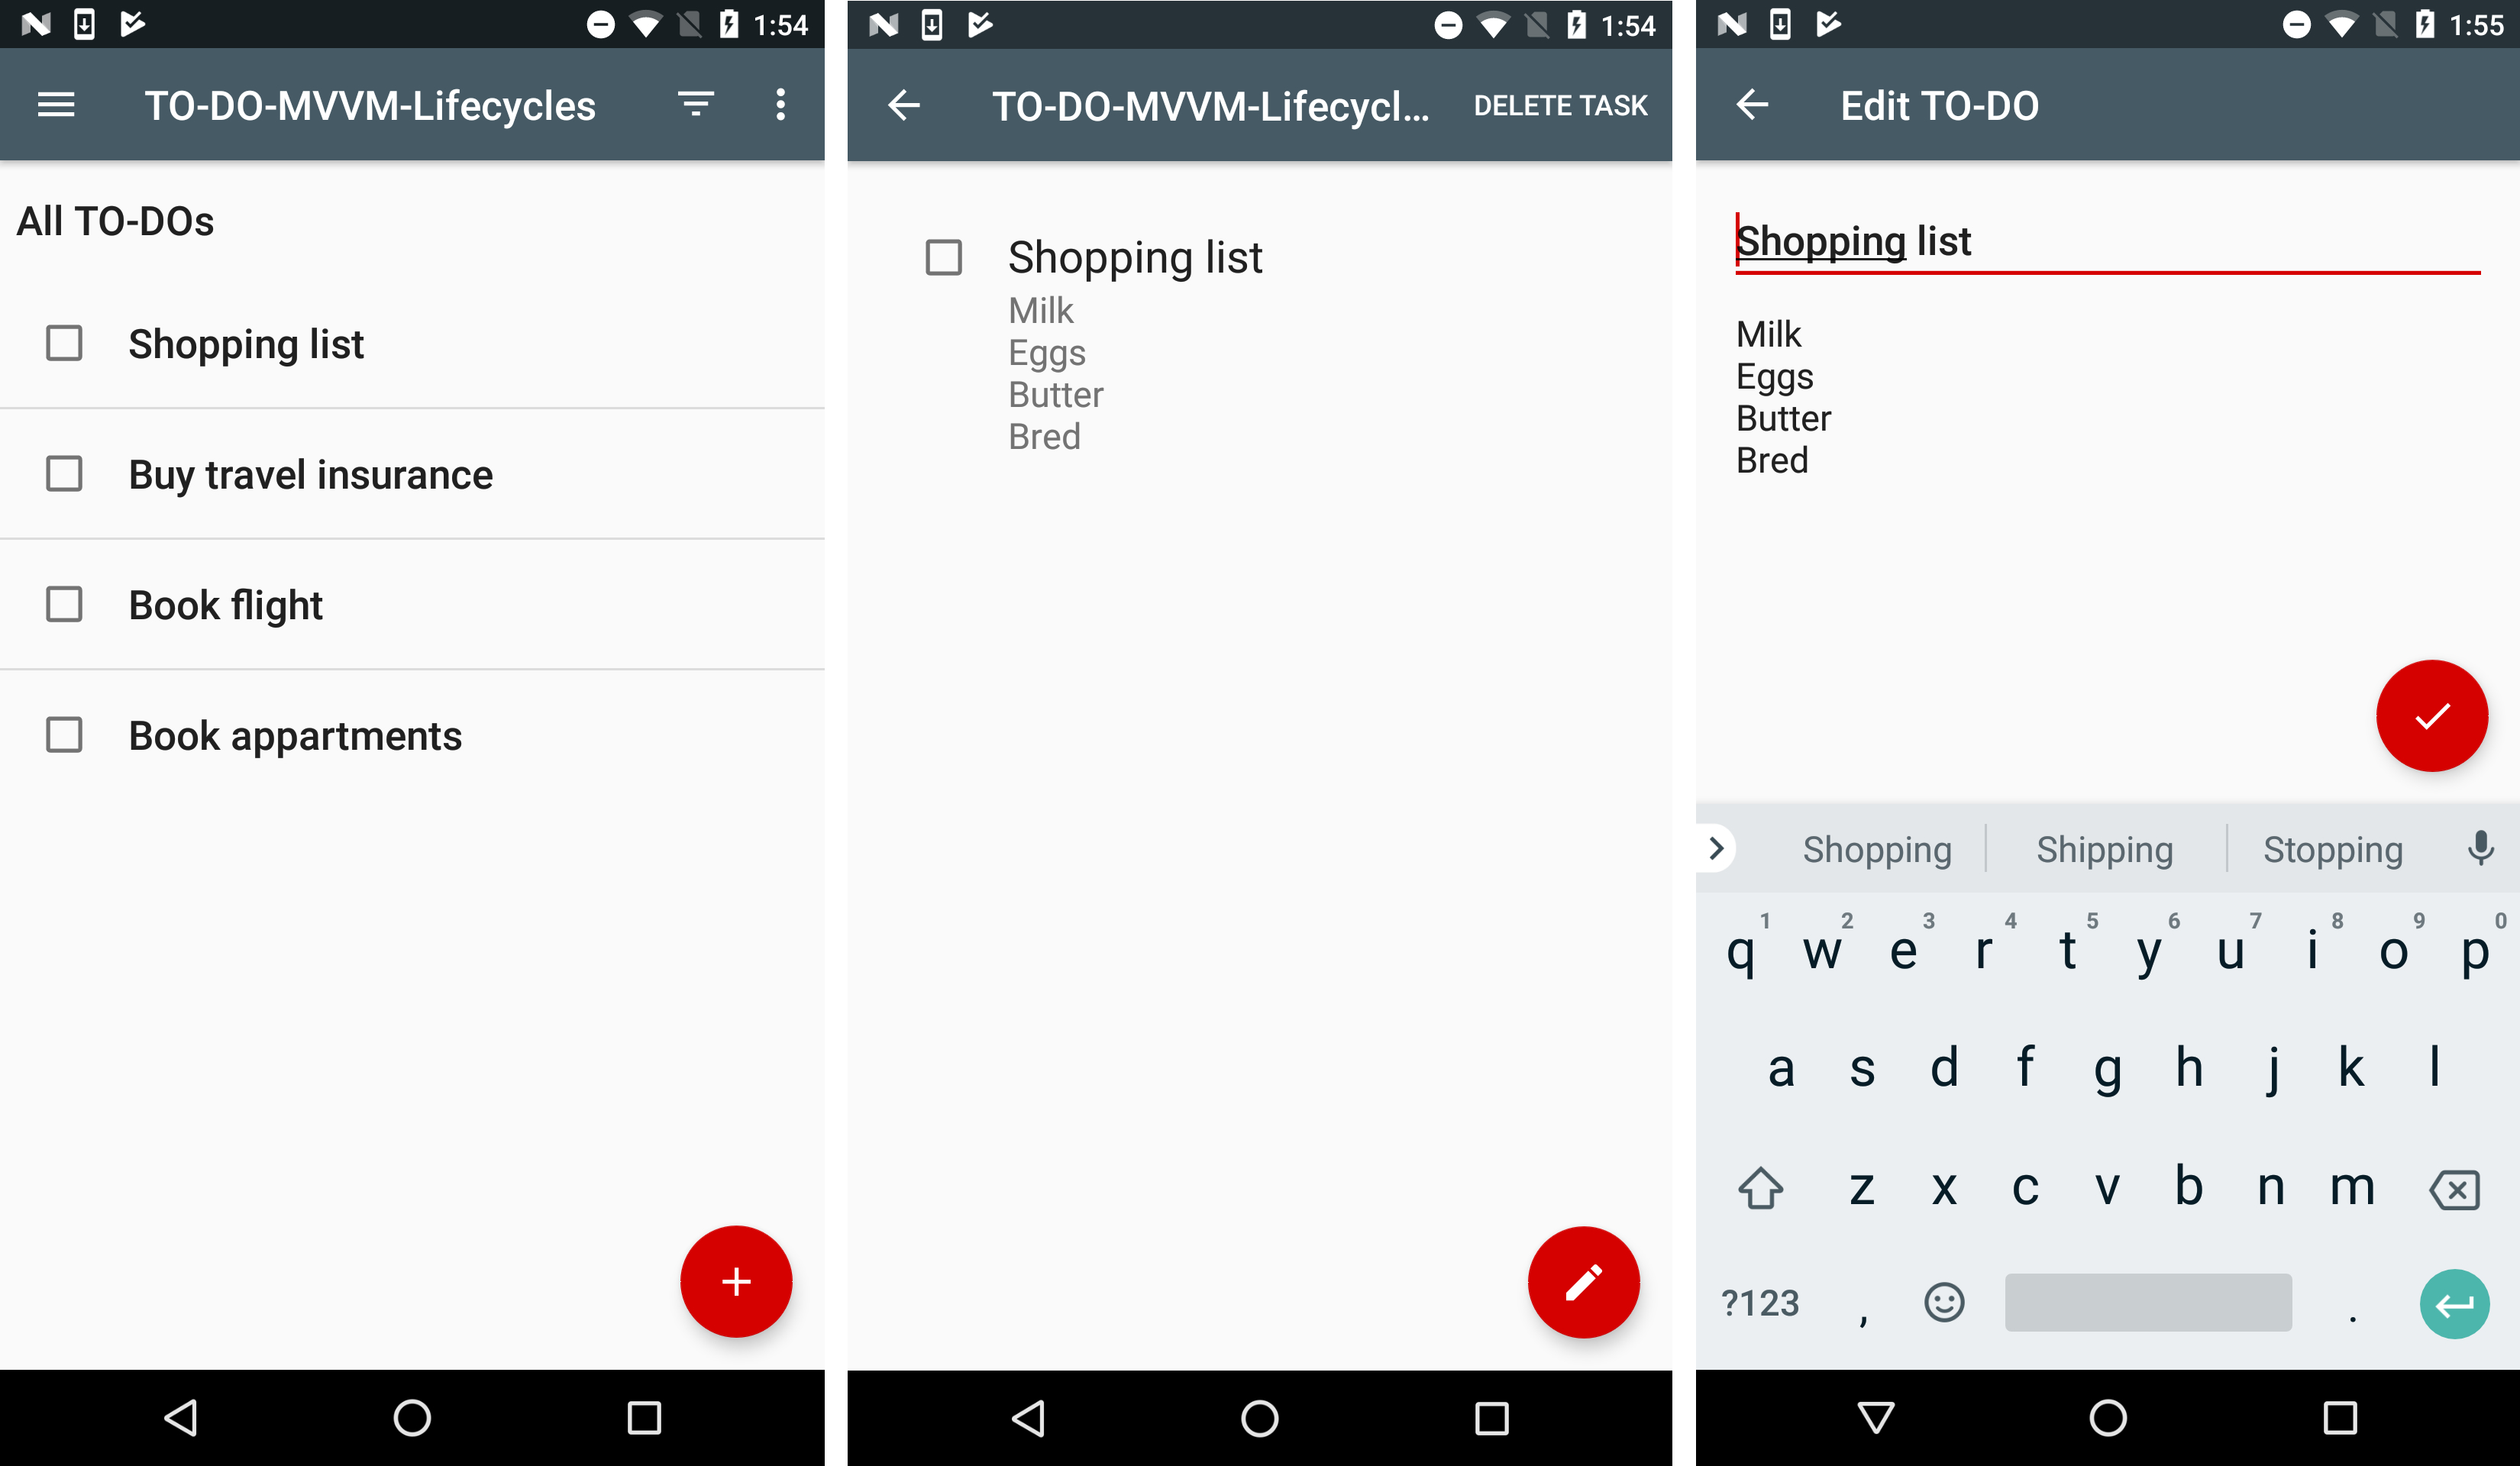 1:54
TO-DO-MVVM-Lifecycles
All TO-DOs
Shopping list
Buy travel insurance
Book flight
Book appartments
1:54
TO-DO-MVVM-Lifecycl... DELETE TASK
Shopping list
Milk
Eggs
Butter
Bred
1:55
Edit TO-DO
Shopping list
Milk
Eggs
Butter
Bred
Shopping Shipping Stopping
1 2 3 4 5 6 7 8 9 0
q w e r t y u i o p
a s d f g h j k l
z x c v b n m
?123 , .